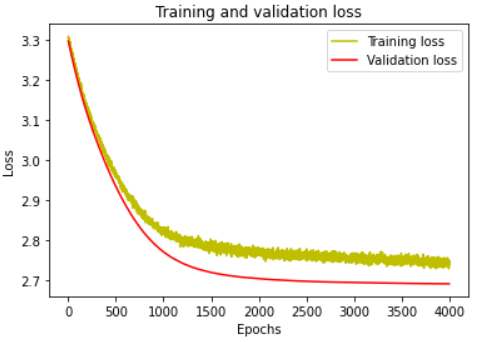 Training and validation loss
Training loss
Validation loss
Loss
3.3
3.2
3.1
3.0
2.9
2.8
2.7
0 500 1000 1500 2000 2500 3000 3500 4000
Epochs